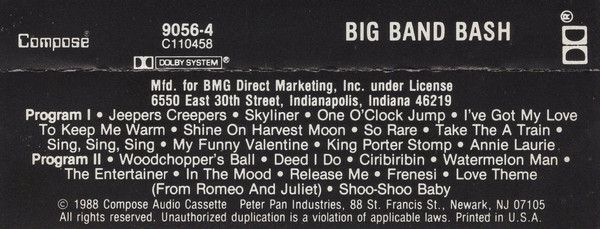 Compose®
9056-4
C110458
DOLBY SYSTEM®
BIG BAND BASH
®
Mfd. for BMG Direct Marketing, Inc. under License
6550 East 30th Street, Indianapolis, Indiana 46219
Program I • Jeepers Creepers • Skyliner • One O'Clock Jump • I've Got My Love
To Keep Me Warm • Shine On Harvest Moon • So Rare • Take The A Train •
Sing, Sing, Sing • My Funny Valentine • King Porter Stomp • Annie Laurie
Program II • Woodchopper's Ball • Deed I Do • Ciribiribin • Watermelon Man •
The Entertainer • In The Mood • Release Me • Frenesi • Love Theme
(From Romeo And Juliet) • Shoo-Shoo Baby
© 1988 Compose Audio Cassette Peter Pan Industries, 88 St. Francis St., Newark, NJ 07105
All rights reserved. Unauthorized duplication is a violation of applicable laws. Printed in U.S.A.